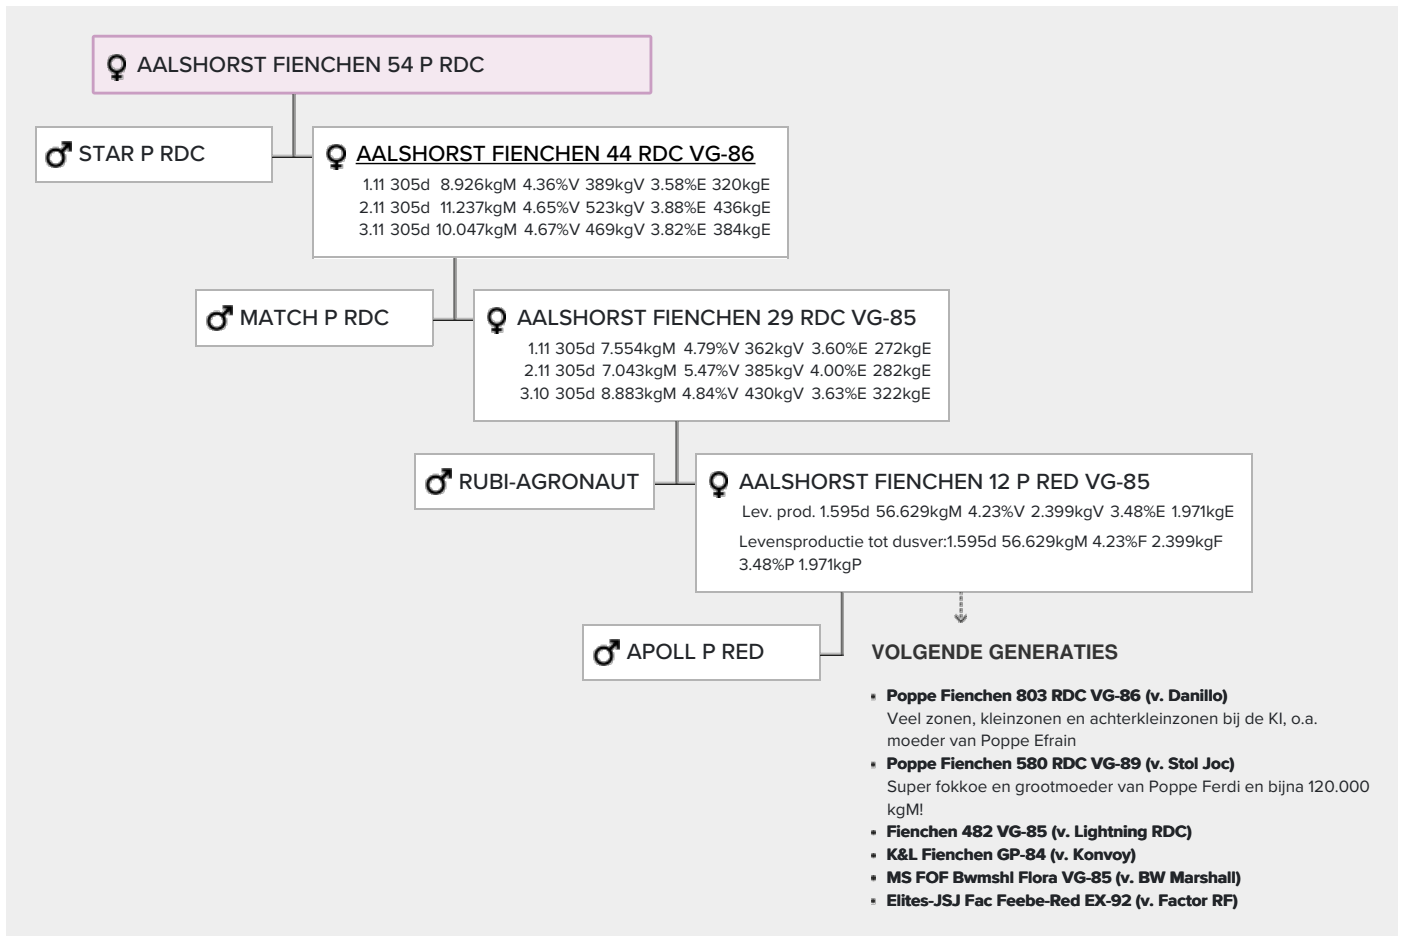 AALSHORST FIENCHEN 54 P RDC
STAR P RDC
AALSHORST FIENCHEN 44 RDC VG-86
1.11 305d 8.926kgM 4.36%V 389kgV 3.58%E 320kgE
2.11 305d 11.237kgM 4.65%V 523kgV 3.88%E 436kgE
3.11 305d 10.047kgM 4.67%V 469kgV 3.82%E 384kgE
MATCH P RDC
AALSHORST FIENCHEN 29 RDC VG-85
1.11 305d 7.554kgM 4.79%V 362kgV 3.60%E 272kgE
2.11 305d 7.043kgM 5.47%V 385kgV 4.00%E 282kgE
3.10 305d 8.883kgM 4.84%V 430kgV 3.63%E 322kgE
RUBI-AGRONAUT
AALSHORST FIENCHEN 12 P RED VG-85
Lev. prod. 1.595d 56.629kgM 4.23%V 2.399kgV 3.48%E 1.971kgE
Levensproductie tot dusver:1.595d 56.629kgM 4.23%F 2.399kgF
3.48%P 1.971kgP
APOLL P RED
VOLGENDE GENERATIES
▪ Poppe Fienchen 803 RDC VG-86 (v. Danillo)
Veel zonen, kleinzonen en achterkleinzonen bij de KI, o.a.
moeder van Poppe Efrain
▪ Poppe Fienchen 580 RDC VG-89 (v. Stol Joc)
Super fokkoe en grootmoeder van Poppe Ferdi en bijna 120.000
kgM!
▪ Fienchen 482 VG-85 (v. Lightning RDC)
▪ K&L Fienchen GP-84 (v. Konvoy)
▪ MS FOF Bwmshl Flora VG-85 (v. BW Marshall)
▪ Elites-JSJ Fac Feebe-Red EX-92 (v. Factor RF)